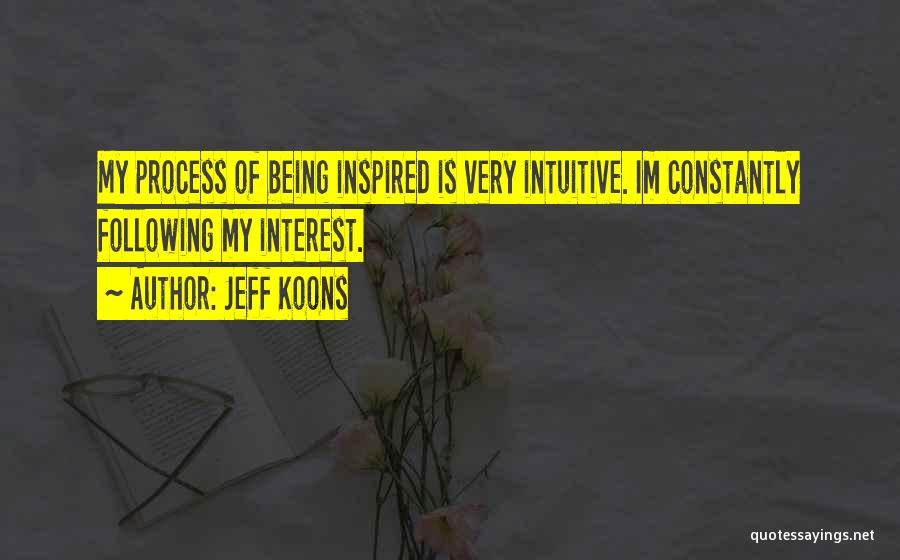 MY PROCESS OF BEING INSPIRED IS VERY INTUITIVE. IM CONSTANTLY
FOLLOWING MY INTEREST.
~ AUTHOR: JEFF KOONS
quotessayings.net